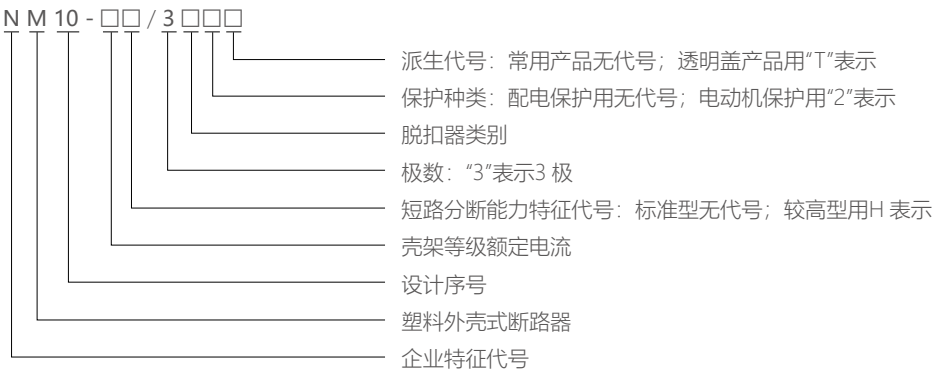 N M 10 - □□ / 3 □□□
派生代号：常用产品无代号；透明盖产品用“T”表示
保护种类：配电保护用无代号；电动机保护用“2”表示
脱扣器类别
极数：“3”表示3 极
短路分断能力特征代号：标准型无代号；较高型用H 表示
壳架等级额定电流
设计序号
塑料外壳式断路器
企业特征代号